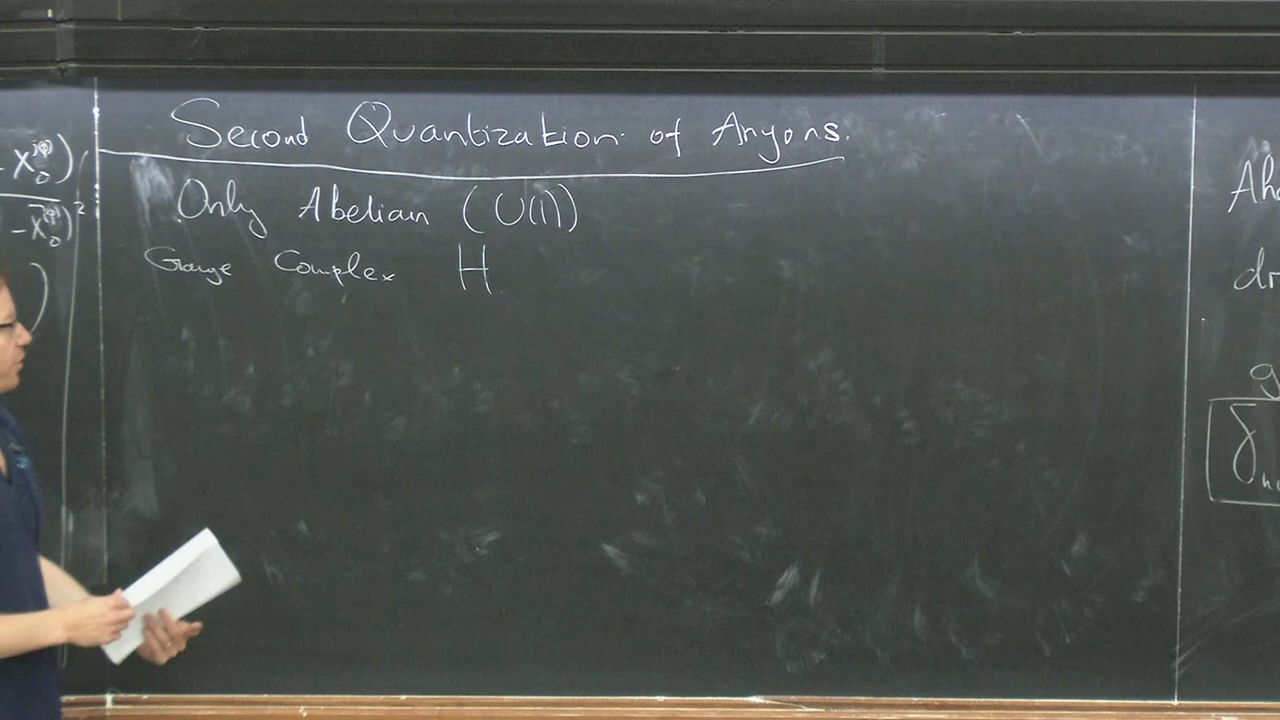 Second Quantization of Anyons.
Only Abelian (U(1))
Gauge Complex H